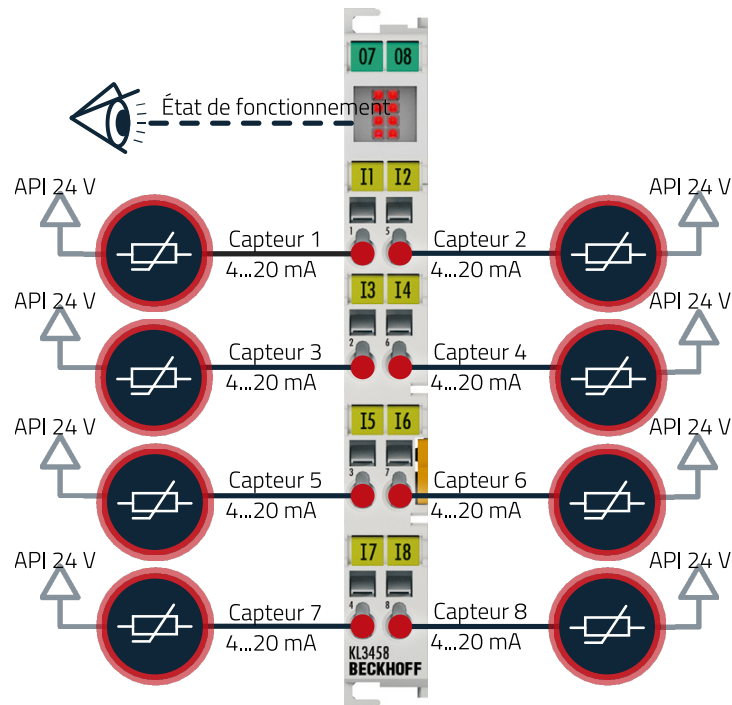 07 08
État de fonctionnement
I1 I2
API 24 V
API 24 V
1 5
Capteur 1
4...20 mA
Capteur 2
4...20 mA
I3 I4
API 24 V
API 24 V
2 6
Capteur 3
4...20 mA
Capteur 4
4...20 mA
I5 I6
API 24 V
API 24 V
3 7
Capteur 5
4...20 mA
Capteur 6
4...20 mA
I7 I8
API 24 V
API 24 V
4 8
Capteur 7
4...20 mA
Capteur 8
4...20 mA
KL3458
BECKHOFF